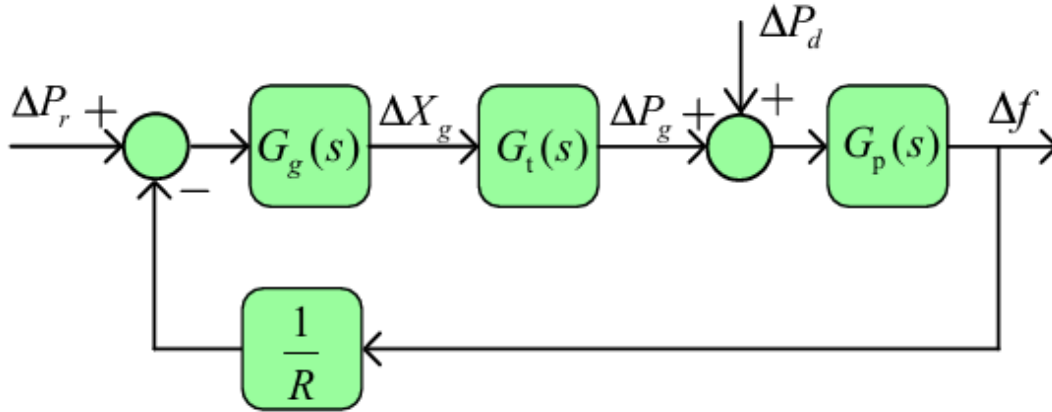 ΔP_d
ΔP_r + G_g(s) ΔX_g G_t(s) ΔP_g + + G_p(s) Δf
−
1/R